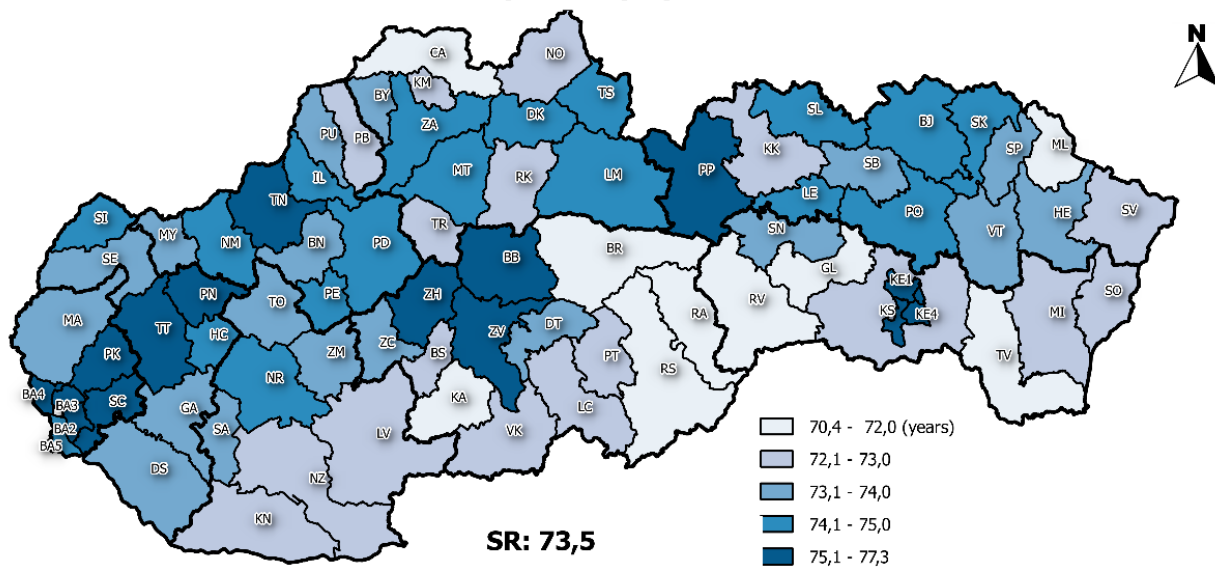 N
CA
NO
KM
BY
TS
PU
PB
ZA
DK
SL
BJ
SK
SP
ML
KK
SB
IL
MT
RK
LM
PP
LE
PO
HE
SV
TN
SI
MY
NM
BN
PD
TR
SN
VT
SE
BB
BR
GL
PN
TO
PE
ZH
RV
KE1
SO
MA
TT
HC
ZV
DT
RA
KS
KE4
MI
PK
ZM
ZC
BS
PT
TV
NR
RS
BA4
BA3
SC
GA
KA
LC
BA2
SA
LV
VK
BA5
DS
NZ
KN
SR: 73,5
70,4 - 72,0 (years)
72,1 - 73,0
73,1 - 74,0
74,1 - 75,0
75,1 - 77,3